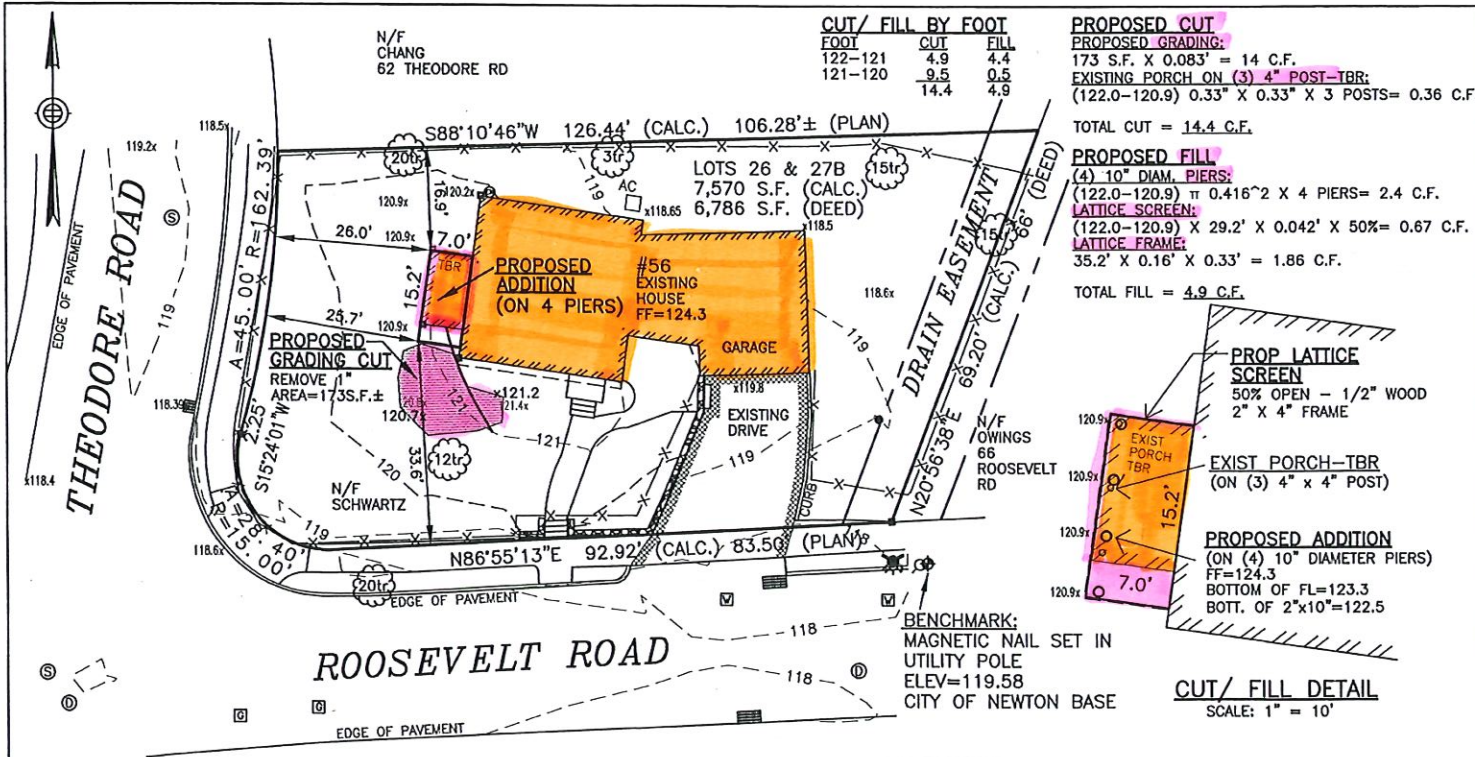 N/F
CHANG
62 THEODORE RD
CUT/ FILL BY FOOT
FOOT CUT FILL
122-121 4.9 4.4
121-120 9.5 0.5
14.4 4.9
PROPOSED CUT
PROPOSED GRADING:
173 S.F. X 0.083' = 14 C.F.
EXISTING PORCH ON (3) 4" POST-TBR:
(122.0-120.9) 0.33" X 0.33" X 3 POSTS= 0.36 C.F.
TOTAL CUT = 14.4 C.F.
PROPOSED FILL
(4) 10" DIAM. PIERS:
(122.0-120.9) π 0.416^2 X 4 PIERS= 2.4 C.F.
LATTICE SCREEN:
(122.0-120.9) X 29.2' X 0.042' X 50%= 0.67 C.F.
LATTICE FRAME:
35.2' X 0.16' X 0.33' = 1.86 C.F.
TOTAL FILL = 4.9 C.F.
S88°10'46"W 126.44' (CALC.) 106.28'± (PLAN)
118.5x
119.2x
20tr
3tr
15tr
119
AC
LOTS 26 & 27B
7,570 S.F. (CALC.)
6,786 S.F. (DEED)
120.2x
16.9'
120.9x
x118.65
118.5
26.0'
120.9x
7.0'
TBR
15.2'
PROPOSED
ADDITION
(ON 4 PIERS)
#56
EXISTING
HOUSE
FF=124.3
118.6x
DRAIN EASEMENT
15tr
69.20' (CALC.) 66' (DEED)
N20°56'38"E
EDGE OF PAVEMENT
THEODORE ROAD
119
S
A=45.00' R=162.39'
25.7'
120.9x
PROPOSED
GRADING CUT
REMOVE 1"
AREA=173S.F.±
120.7x
121
x121.2
21.4x
GARAGE
119
x119.8
EXISTING
DRIVE
118.39
2.25'
S15°24'01"W
12tr
121
120
119
33.6'
N/F
SCHWARTZ
CURB
N/F
OWINGS
66
ROOSEVELT
RD
x118.4
A=28.40'
R=15.00'
118.6x
119
N86°55'13"E 92.92' (CALC.) 83.50 (PLAN)
20tr
EDGE OF PAVEMENT
W
118
ROOSEVELT ROAD
118
S
D
D
G
G
EDGE OF PAVEMENT
BENCHMARK:
MAGNETIC NAIL SET IN
UTILITY POLE
ELEV=119.58
CITY OF NEWTON BASE
PROP LATTICE
SCREEN
50% OPEN - 1/2" WOOD
2" X 4" FRAME
120.9x
EXIST
PORCH
TBR
EXIST PORCH-TBR
(ON (3) 4" x 4" POST)
120.9x
15.2'
120.9x
PROPOSED ADDITION
(ON (4) 10" DIAMETER PIERS)
FF=124.3
BOTTOM OF FL=123.3
BOTT. OF 2"x10"=122.5
7.0'
120.9x
CUT/ FILL DETAIL
SCALE: 1" = 10'